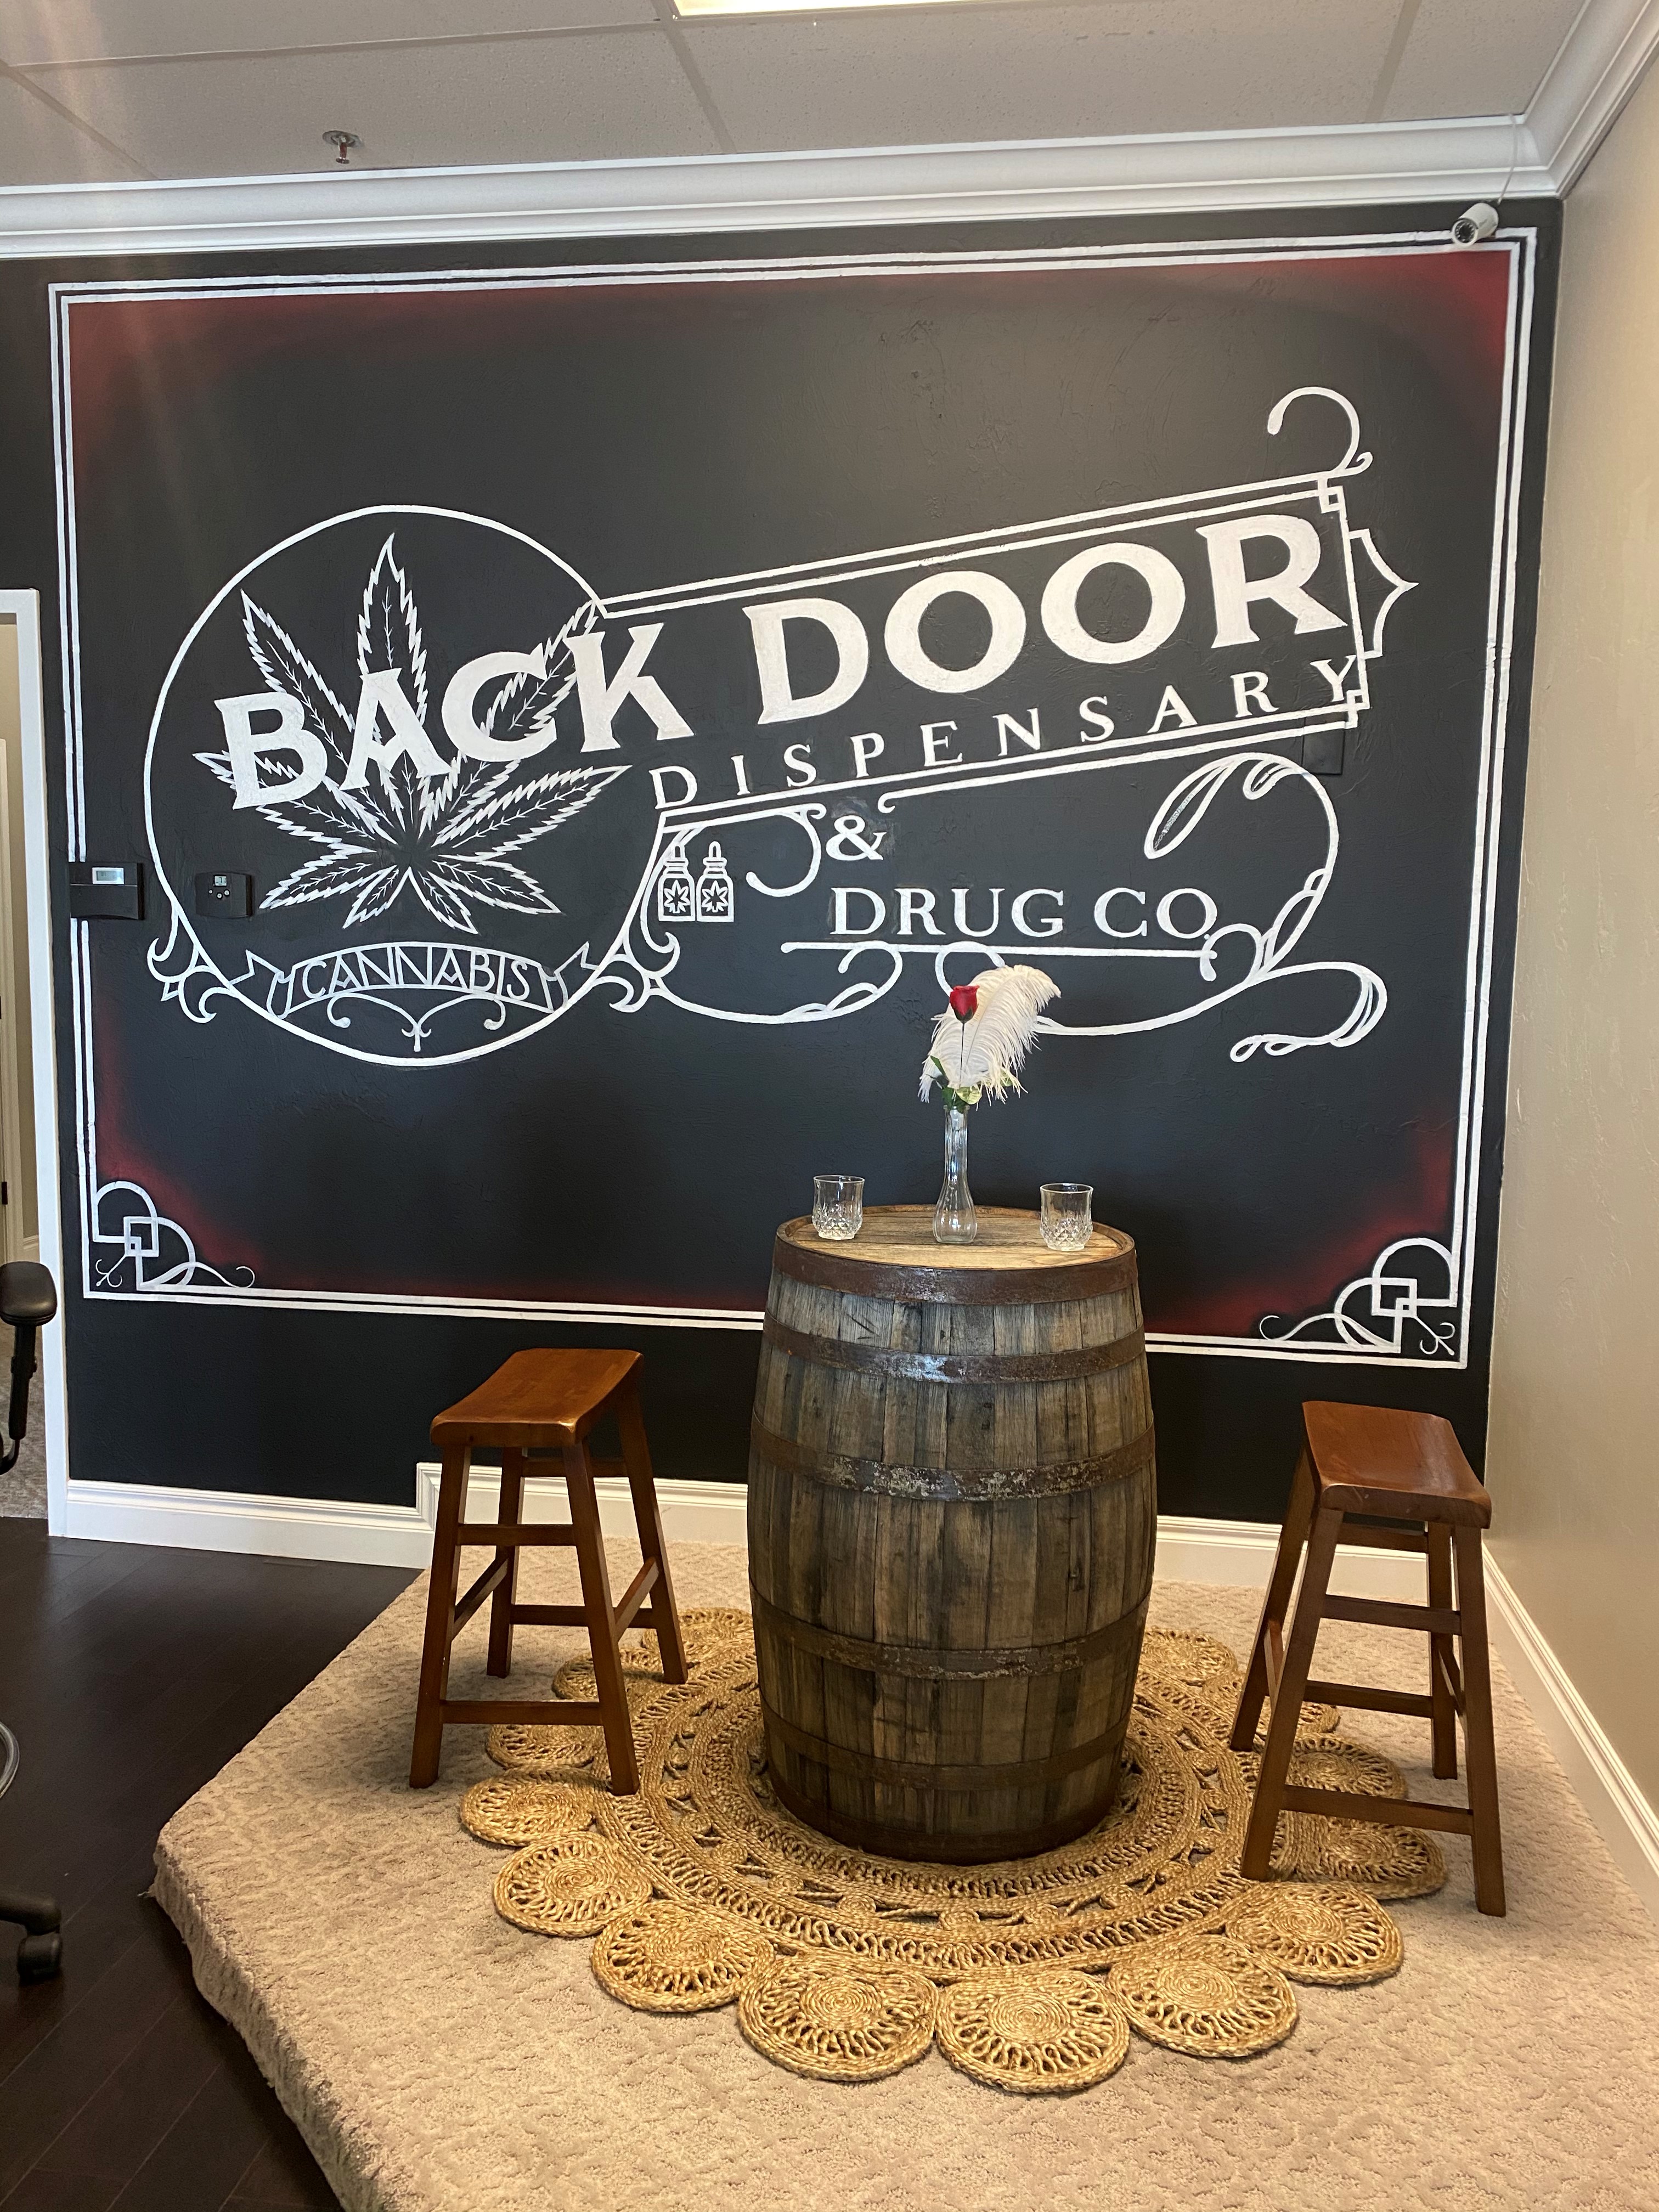 BACK DOOR
DISPENSARY
&
DRUG CO.
CANNABIS